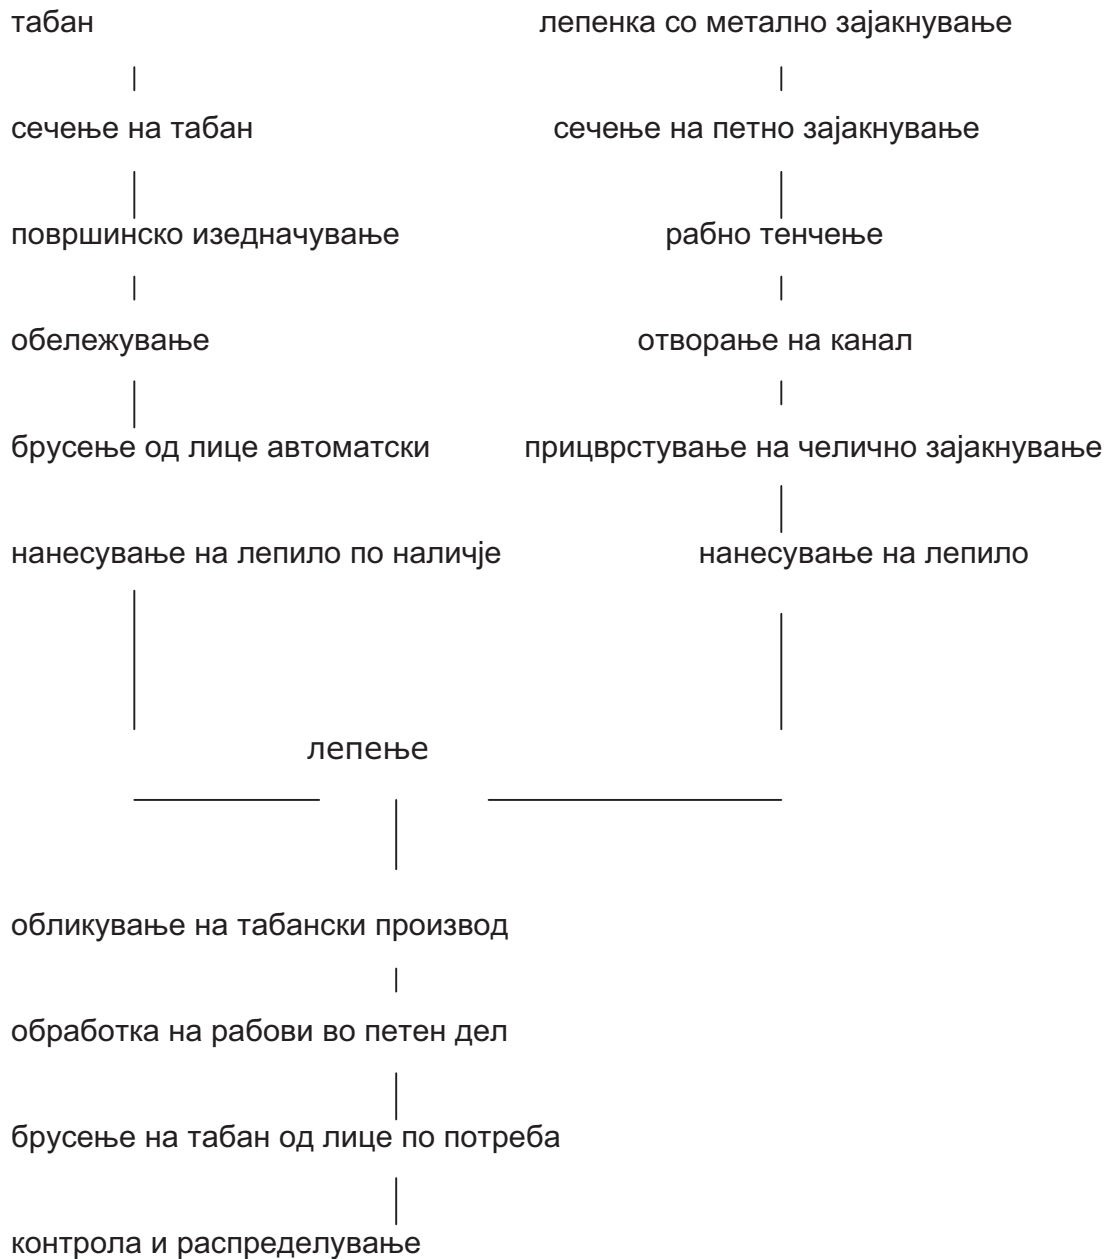 табан
лепенка со метално зајакнување
сечење на табан
сечење на петно зајакнување
површинско изедначување
рабно тенчење
обележување
отворање на канал
брусење од лице автоматски
прицврстување на челично зајакнување
нанесување на лепило по наличје
нанесување на лепило
лепење
обликување на табански производ
обработка на рабови во петен дел
брусење на табан од лице по потреба
контрола и распределување